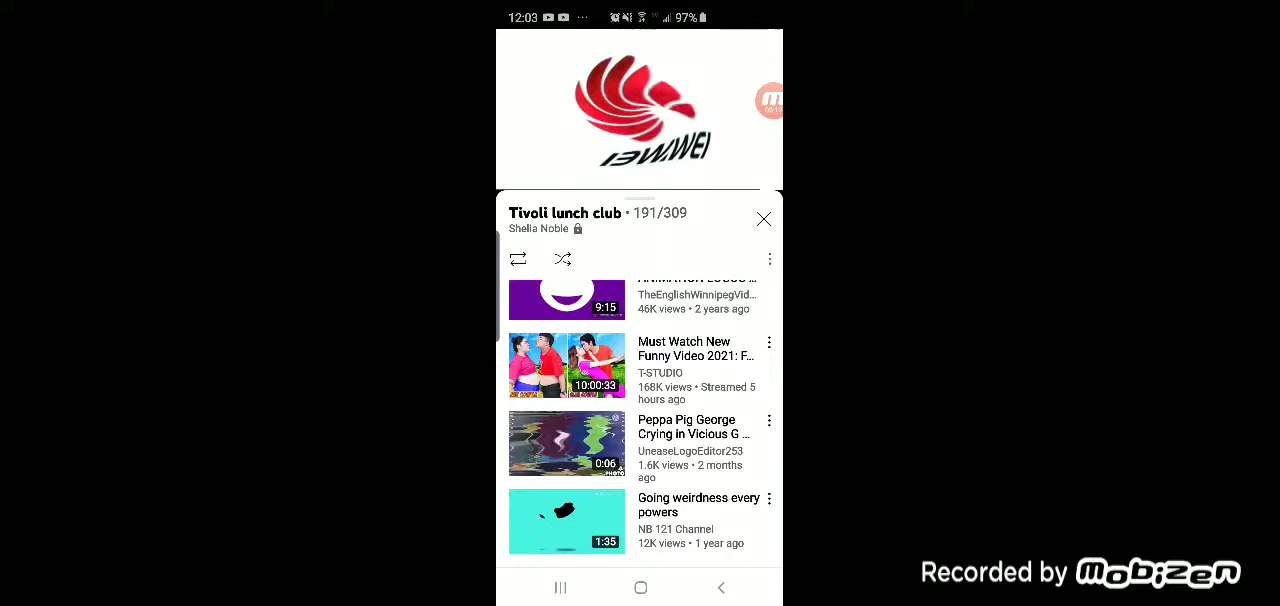 12:03 97%
Tivoli lunch club • 191/309
Shella Noble
TheEnglishWinnipegVid...
46K views • 2 years ago
9:15
Must Watch New
Funny Video 2021: F...
T-STUDIO
168K views • Streamed 5
hours ago
10:00:33
Peppa Pig George
Crying in Vicious G ...
UneaseLogoEditor253
1.6K views • 2 months
ago
0:06
PHOTO
Going weirdness every
powers
NB 121 Channel
12K views • 1 year ago
1:35
Recorded by mobizen